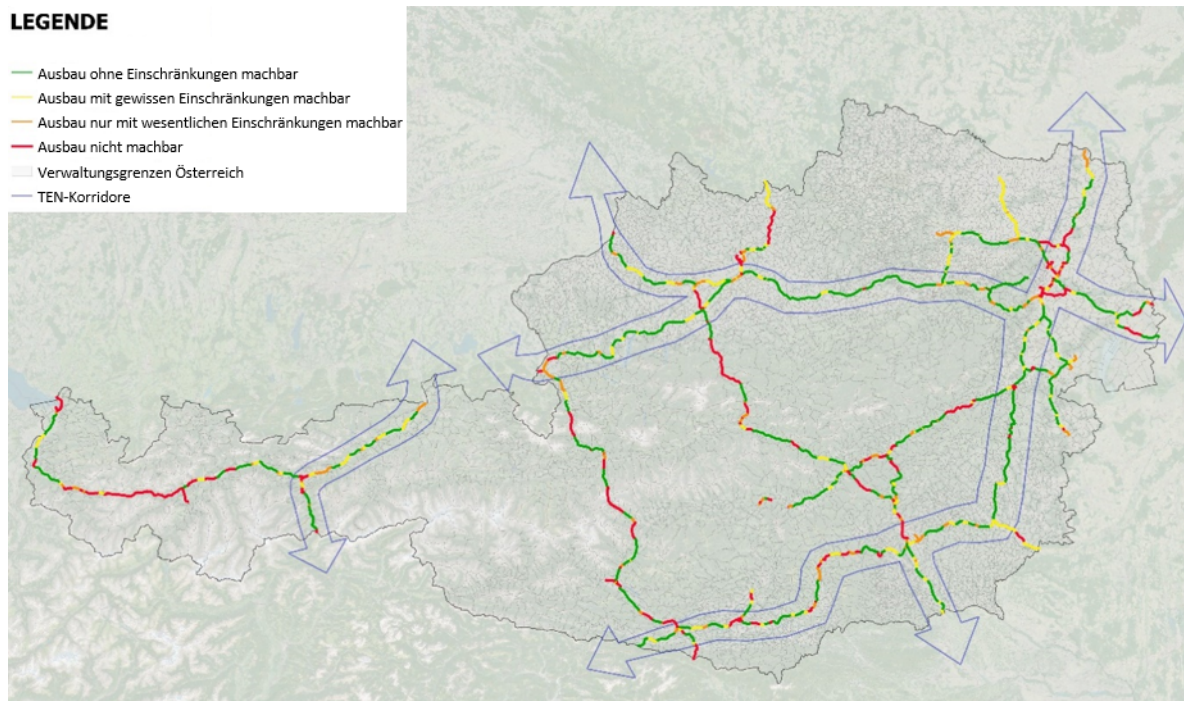 LEGENDE
Ausbau ohne Einschränkungen machbar
Ausbau mit gewissen Einschränkungen machbar
Ausbau nur mit wesentlichen Einschränkungen machbar
Ausbau nicht machbar
Verwaltungsgrenzen Österreich
TEN-Korridore